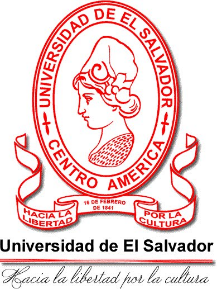 UNIVERSIDAD DE EL SALVADOR
CENTRO AMERICA
16 DE FEBRERO
DE 1841
HACIA LA
LIBERTAD
POR LA
CULTURA
Universidad de El Salvador
Hacia la libertad por la cultura